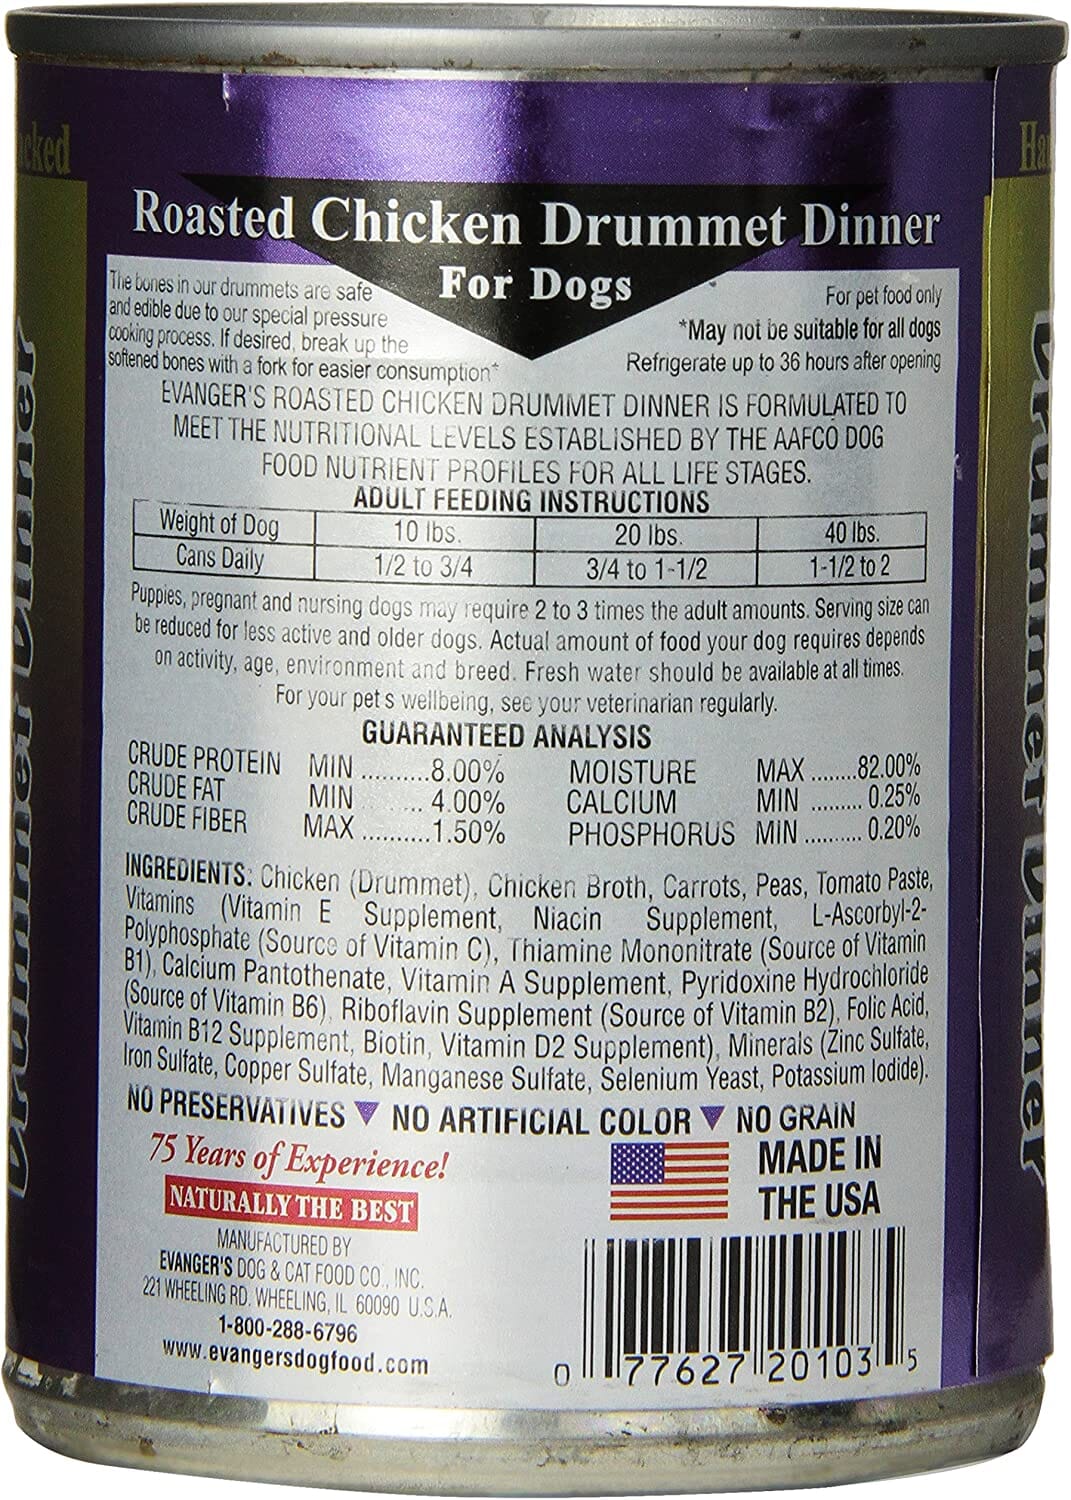 acked
Ha
Roasted Chicken Drummet Dinner
For Dogs
The bones in our drummets are safe
and edible due to our special pressure
cooking process. If desired, break up the
softened bones with a fork for easier consumption*
For pet food only
*May not be suitable for all dogs
Refrigerate up to 36 hours after opening
EVANGER'S ROASTED CHICKEN DRUMMET DINNER IS FORMULATED TO
MEET THE NUTRITIONAL LEVELS ESTABLISHED BY THE AAFCO DOG
FOOD NUTRIENT PROFILES FOR ALL LIFE STAGES.
ADULT FEEDING INSTRUCTIONS
Weight of Dog 10 lbs. 20 lbs. 40 lbs.
Cans Daily 1/2 to 3/4 3/4 to 1-1/2 1-1/2 to 2
Puppies, pregnant and nursing dogs may require 2 to 3 times the adult amounts. Serving size can
be reduced for less active and older dogs. Actual amount of food your dog requires depends
on activity, age, environment and breed. Fresh water should be available at all times.
For your pet s wellbeing, see your veterinarian regularly.
GUARANTEED ANALYSIS
CRUDE PROTEIN MIN ..........8.00% MOISTURE MAX ........82.00%
CRUDE FAT MIN ... 4.00% CALCIUM MIN ......... 0.25%
CRUDE FIBER MAX ..........1.50% PHOSPHORUS MIN .......... 0.20%
INGREDIENTS: Chicken (Drummet), Chicken Broth, Carrots, Peas, Tomato Paste,
Vitamins (Vitamin E Supplement, Niacin Supplement, L-Ascorbyl-2-
Polyphosphate (Source of Vitamin C), Thiamine Mononitrate (Source of Vitamin
B1), Calcium Pantothenate, Vitamin A Supplement, Pyridoxine Hydrochloride
(Source of Vitamin B6), Riboflavin Supplement (Source of Vitamin B2), Folic Acid,
Vitamin B12 Supplement, Biotin, Vitamin D2 Supplement), Minerals (Zinc Sulfate,
Iron Sulfate, Copper Sulfate, Manganese Sulfate, Selenium Yeast, Potassium Iodide).
NO PRESERVATIVES ▼ NO ARTIFICIAL COLOR ▼ NO GRAIN
75 Years of Experience!
NATURALLY THE BEST
MANUFACTURED BY
EVANGER'S DOG & CAT FOOD CO., INC.
221 WHEELING RD. WHEELING, IL 60090 U.S.A.
1-800-288-6796
www.evangersdogfood.com
MADE IN
THE USA
0 77627 20103 5
Drummet Dinner
Drummet Dinner